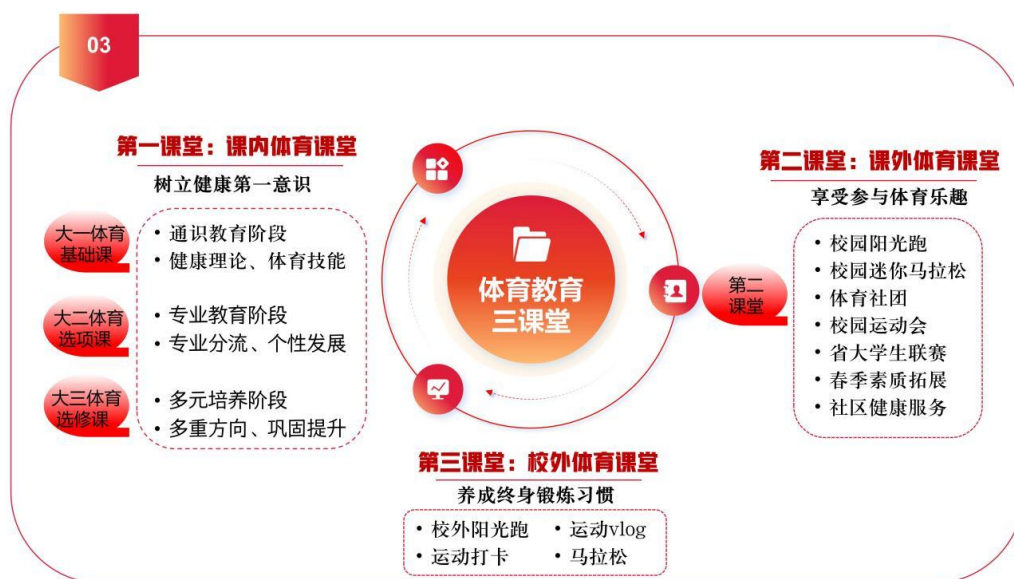 03
第一课堂：课内体育课堂
树立健康第一意识
大一体育
基础课
• 通识教育阶段
• 健康理论、体育技能
大二体育
选项课
• 专业教育阶段
• 专业分流、个性发展
大三体育
选修课
• 多元培养阶段
• 多重方向、巩固提升
体育教育
三课堂
第二课堂：课外体育课堂
享受参与体育乐趣
第二
课堂
• 校园阳光跑
• 校园迷你马拉松
• 体育社团
• 校园运动会
• 省大学生联赛
• 春季素质拓展
• 社区健康服务
第三课堂：校外体育课堂
养成终身锻炼习惯
• 校外阳光跑 • 运动vlog
• 运动打卡 • 马拉松